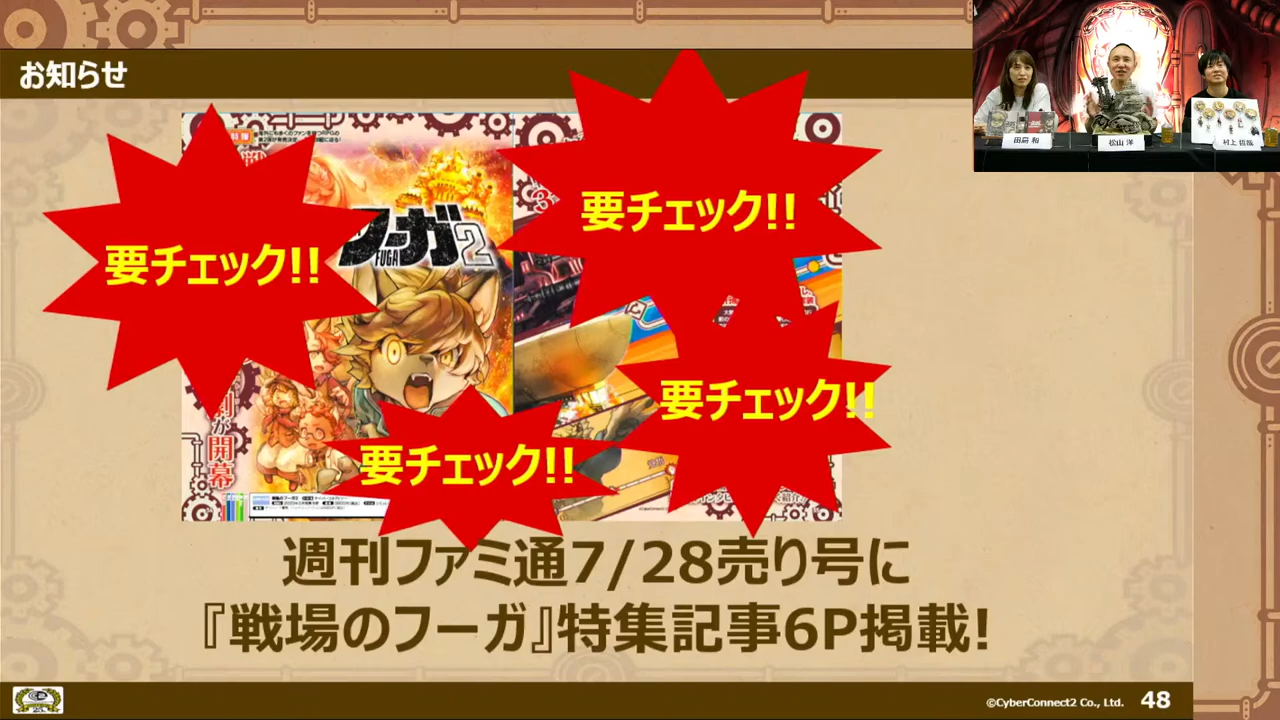 お知らせ
要チェック!!
要チェック!!
フーガ2
FUGA
要チェック!!
要チェック!!
開幕
週刊ファミ通7/28売り号に
『戦場のフーガ』特集記事6P掲載!
田烏 和
松山 洋
村上 哲哉
©CyberConnect2 Co., Ltd.
48